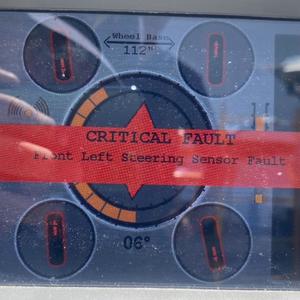 Wheel Base
112"
CRITICAL FAULT
Front Left Steering Sensor Fault
06°